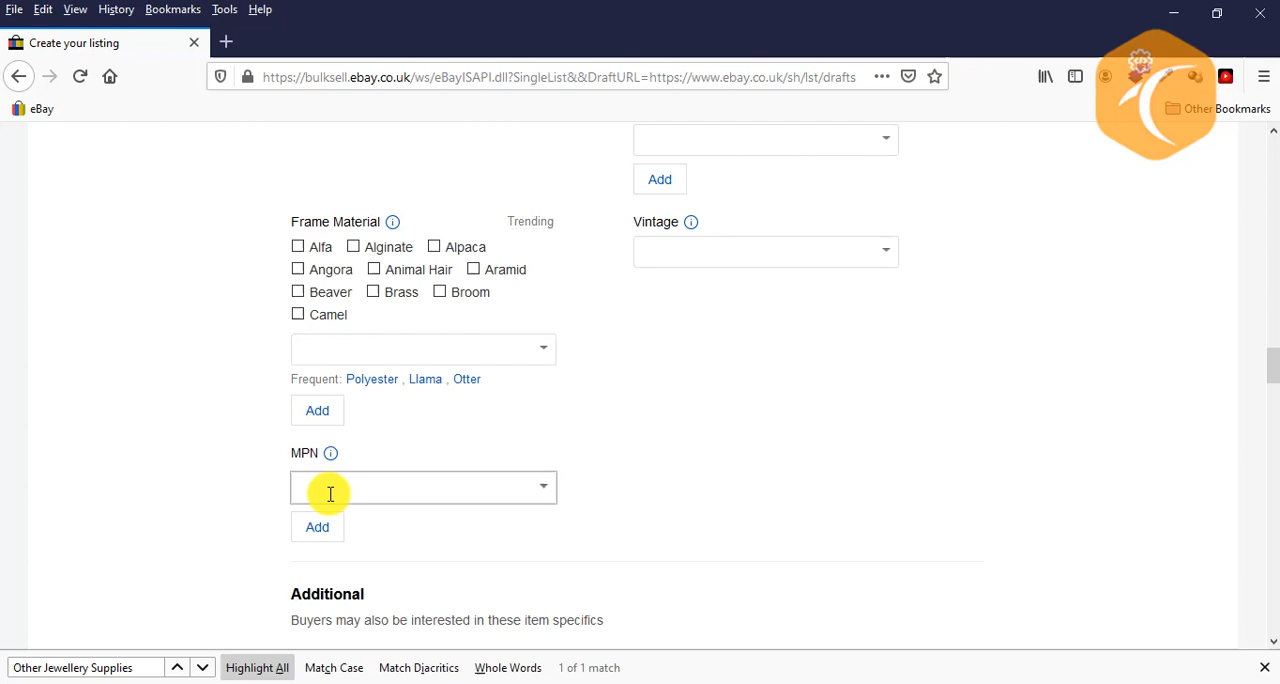 File Edit View History Bookmarks Tools Help
Create your listing
https://bulksell.ebay.co.uk/ws/eBayISAPI.dll?SingleList&&DraftURL=https://www.ebay.co.uk/sh/lst/drafts
eBay
Other Bookmarks
Add
Frame Material Trending Vintage
Alfa Alginate Alpaca
Angora Animal Hair Aramid
Beaver Brass Broom
Camel
Frequent: Polyester , Llama , Otter
Add
MPN
Add
Additional
Buyers may also be interested in these item specifics
Other Jewellery Supplies Highlight All Match Case Match Diacritics Whole Words 1 of 1 match